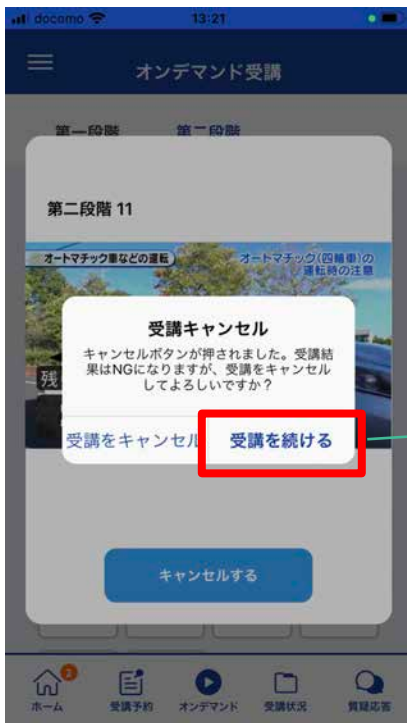 docomo 13:21
オンデマンド受講
第一段階 第二段階
第二段階 11
オートマチック車などの運転 オートマチック(四輪車)の
運転時の注意
受講キャンセル
キャンセルボタンが押されました。受講結
果はNGになりますが、受講をキャンセル
してよろしいですか？
残
受講をキャンセル 受講を続ける
キャンセルする
2
ホーム 受講予約 オンデマンド 受講状況 質疑応答